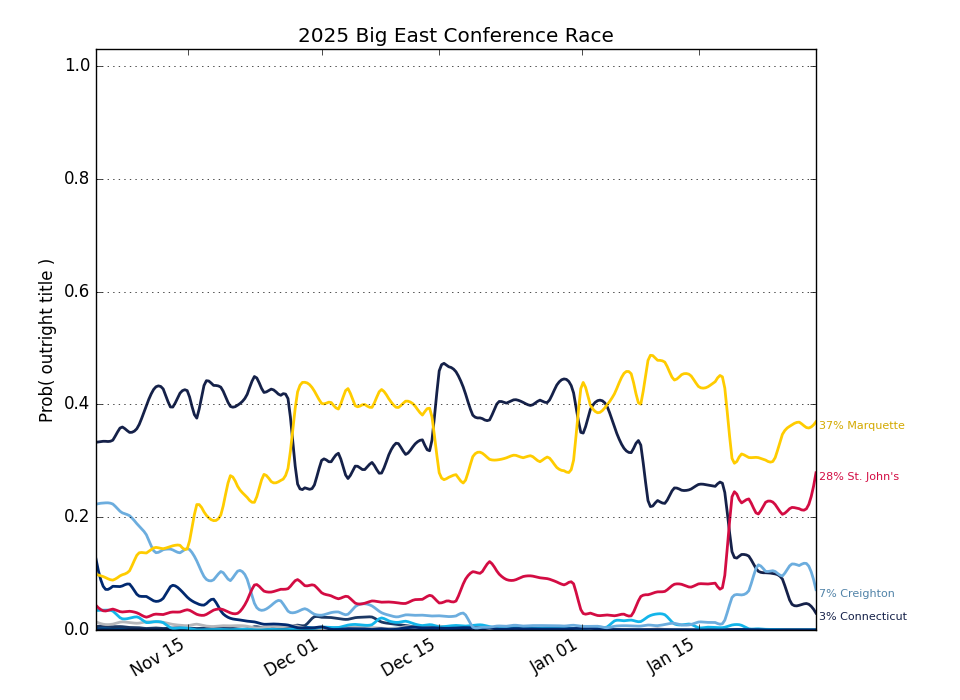 2025 Big East Conference Race
Prob( outright title )
1.0
0.8
0.6
0.4
0.2
0.0
37% Marquette
28% St. John's
7% Creighton
3% Connecticut
Nov 15
Dec 01
Dec 15
Jan 01
Jan 15